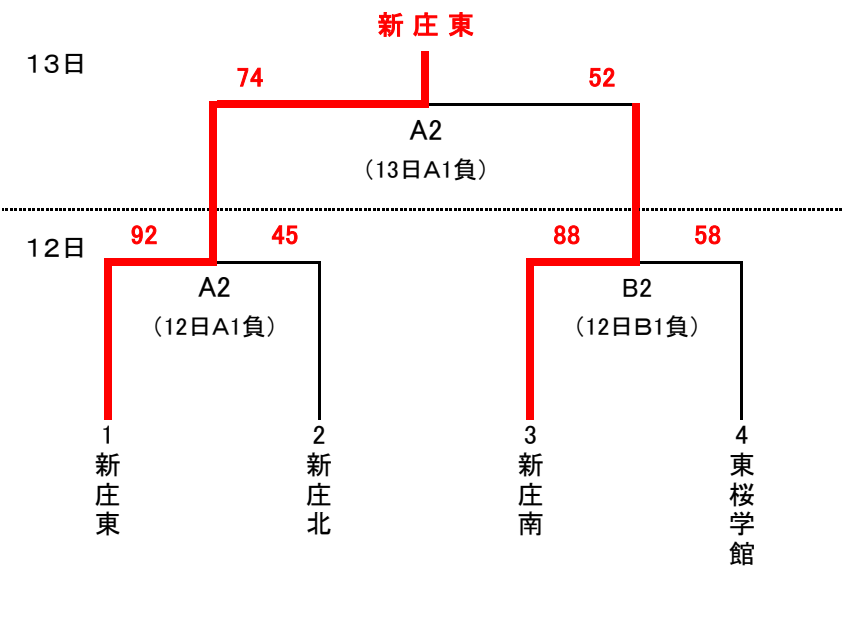 新庄東
13日
74
52
A2
（13日A1負）
12日
92
45
88
58
A2
B2
（12日A1負）
（12日B1負）
1
新庄東
2
新庄北
3
新庄南
4
東桜学館